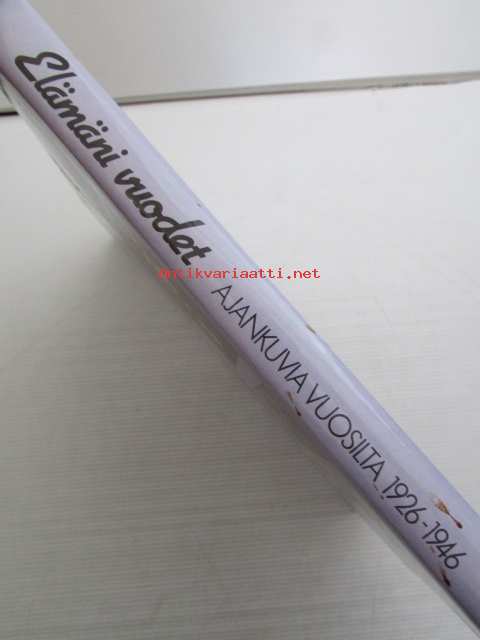 Elämäni vuodet
AJANKUVIA VUOSILTA 1926-1946
antikvariaatti.net